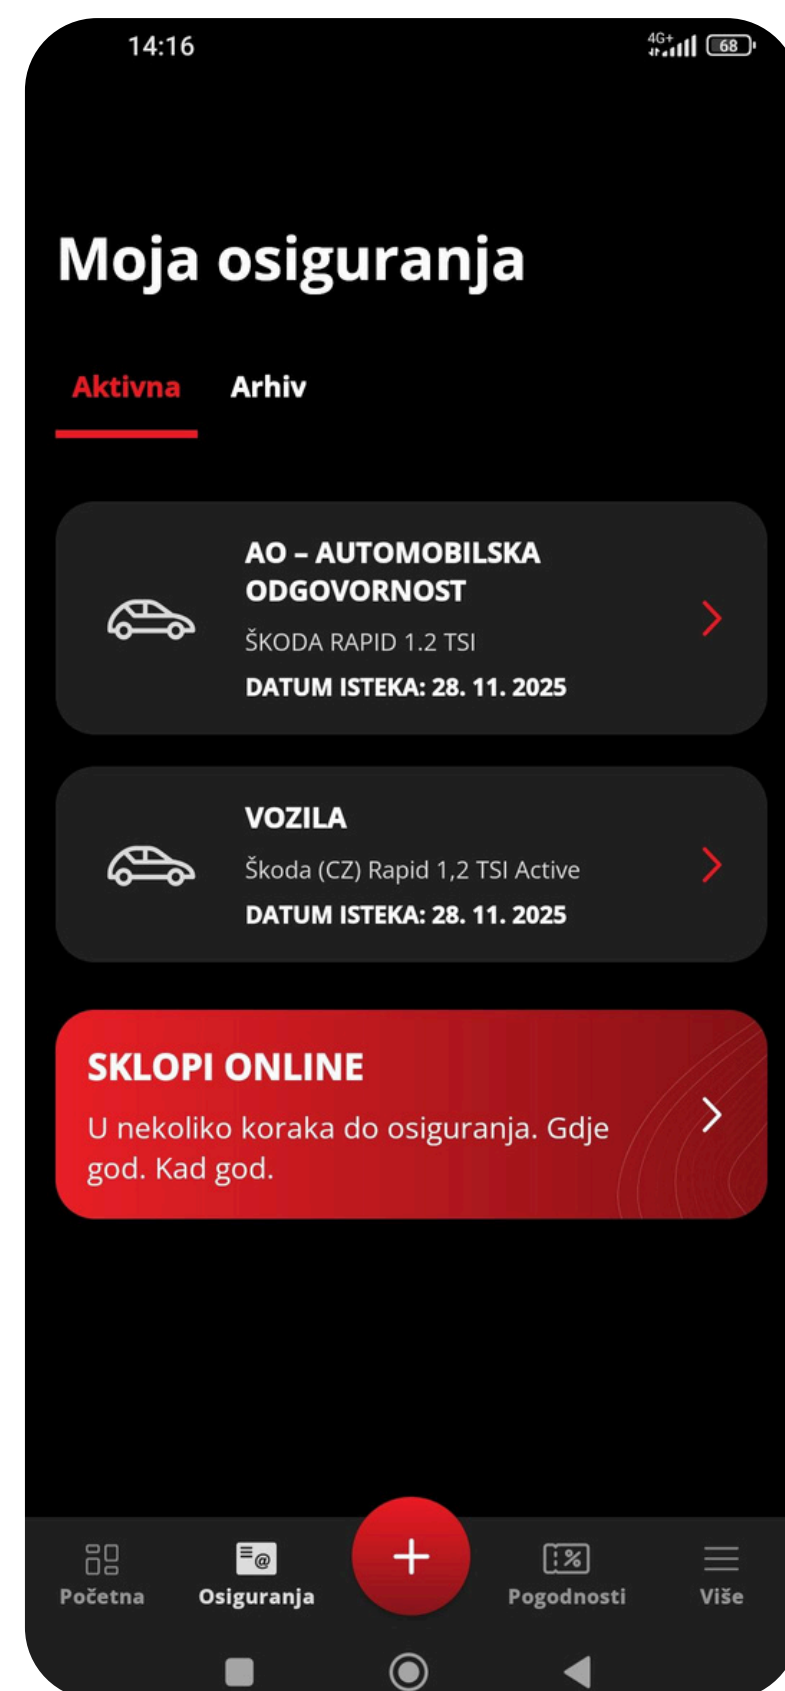 14:16
4G+
68
Moja osiguranja
Aktivna
Arhiv
AO – AUTOMOBILSKA
ODGOVORNOST
ŠKODA RAPID 1.2 TSI
DATUM ISTEKA: 28. 11. 2025
VOZILA
Škoda (CZ) Rapid 1,2 TSI Active
DATUM ISTEKA: 28. 11. 2025
SKLOPI ONLINE
U nekoliko koraka do osiguranja. Gdje
god. Kad god.
Početna
Osiguranja
Pogodnosti
Više